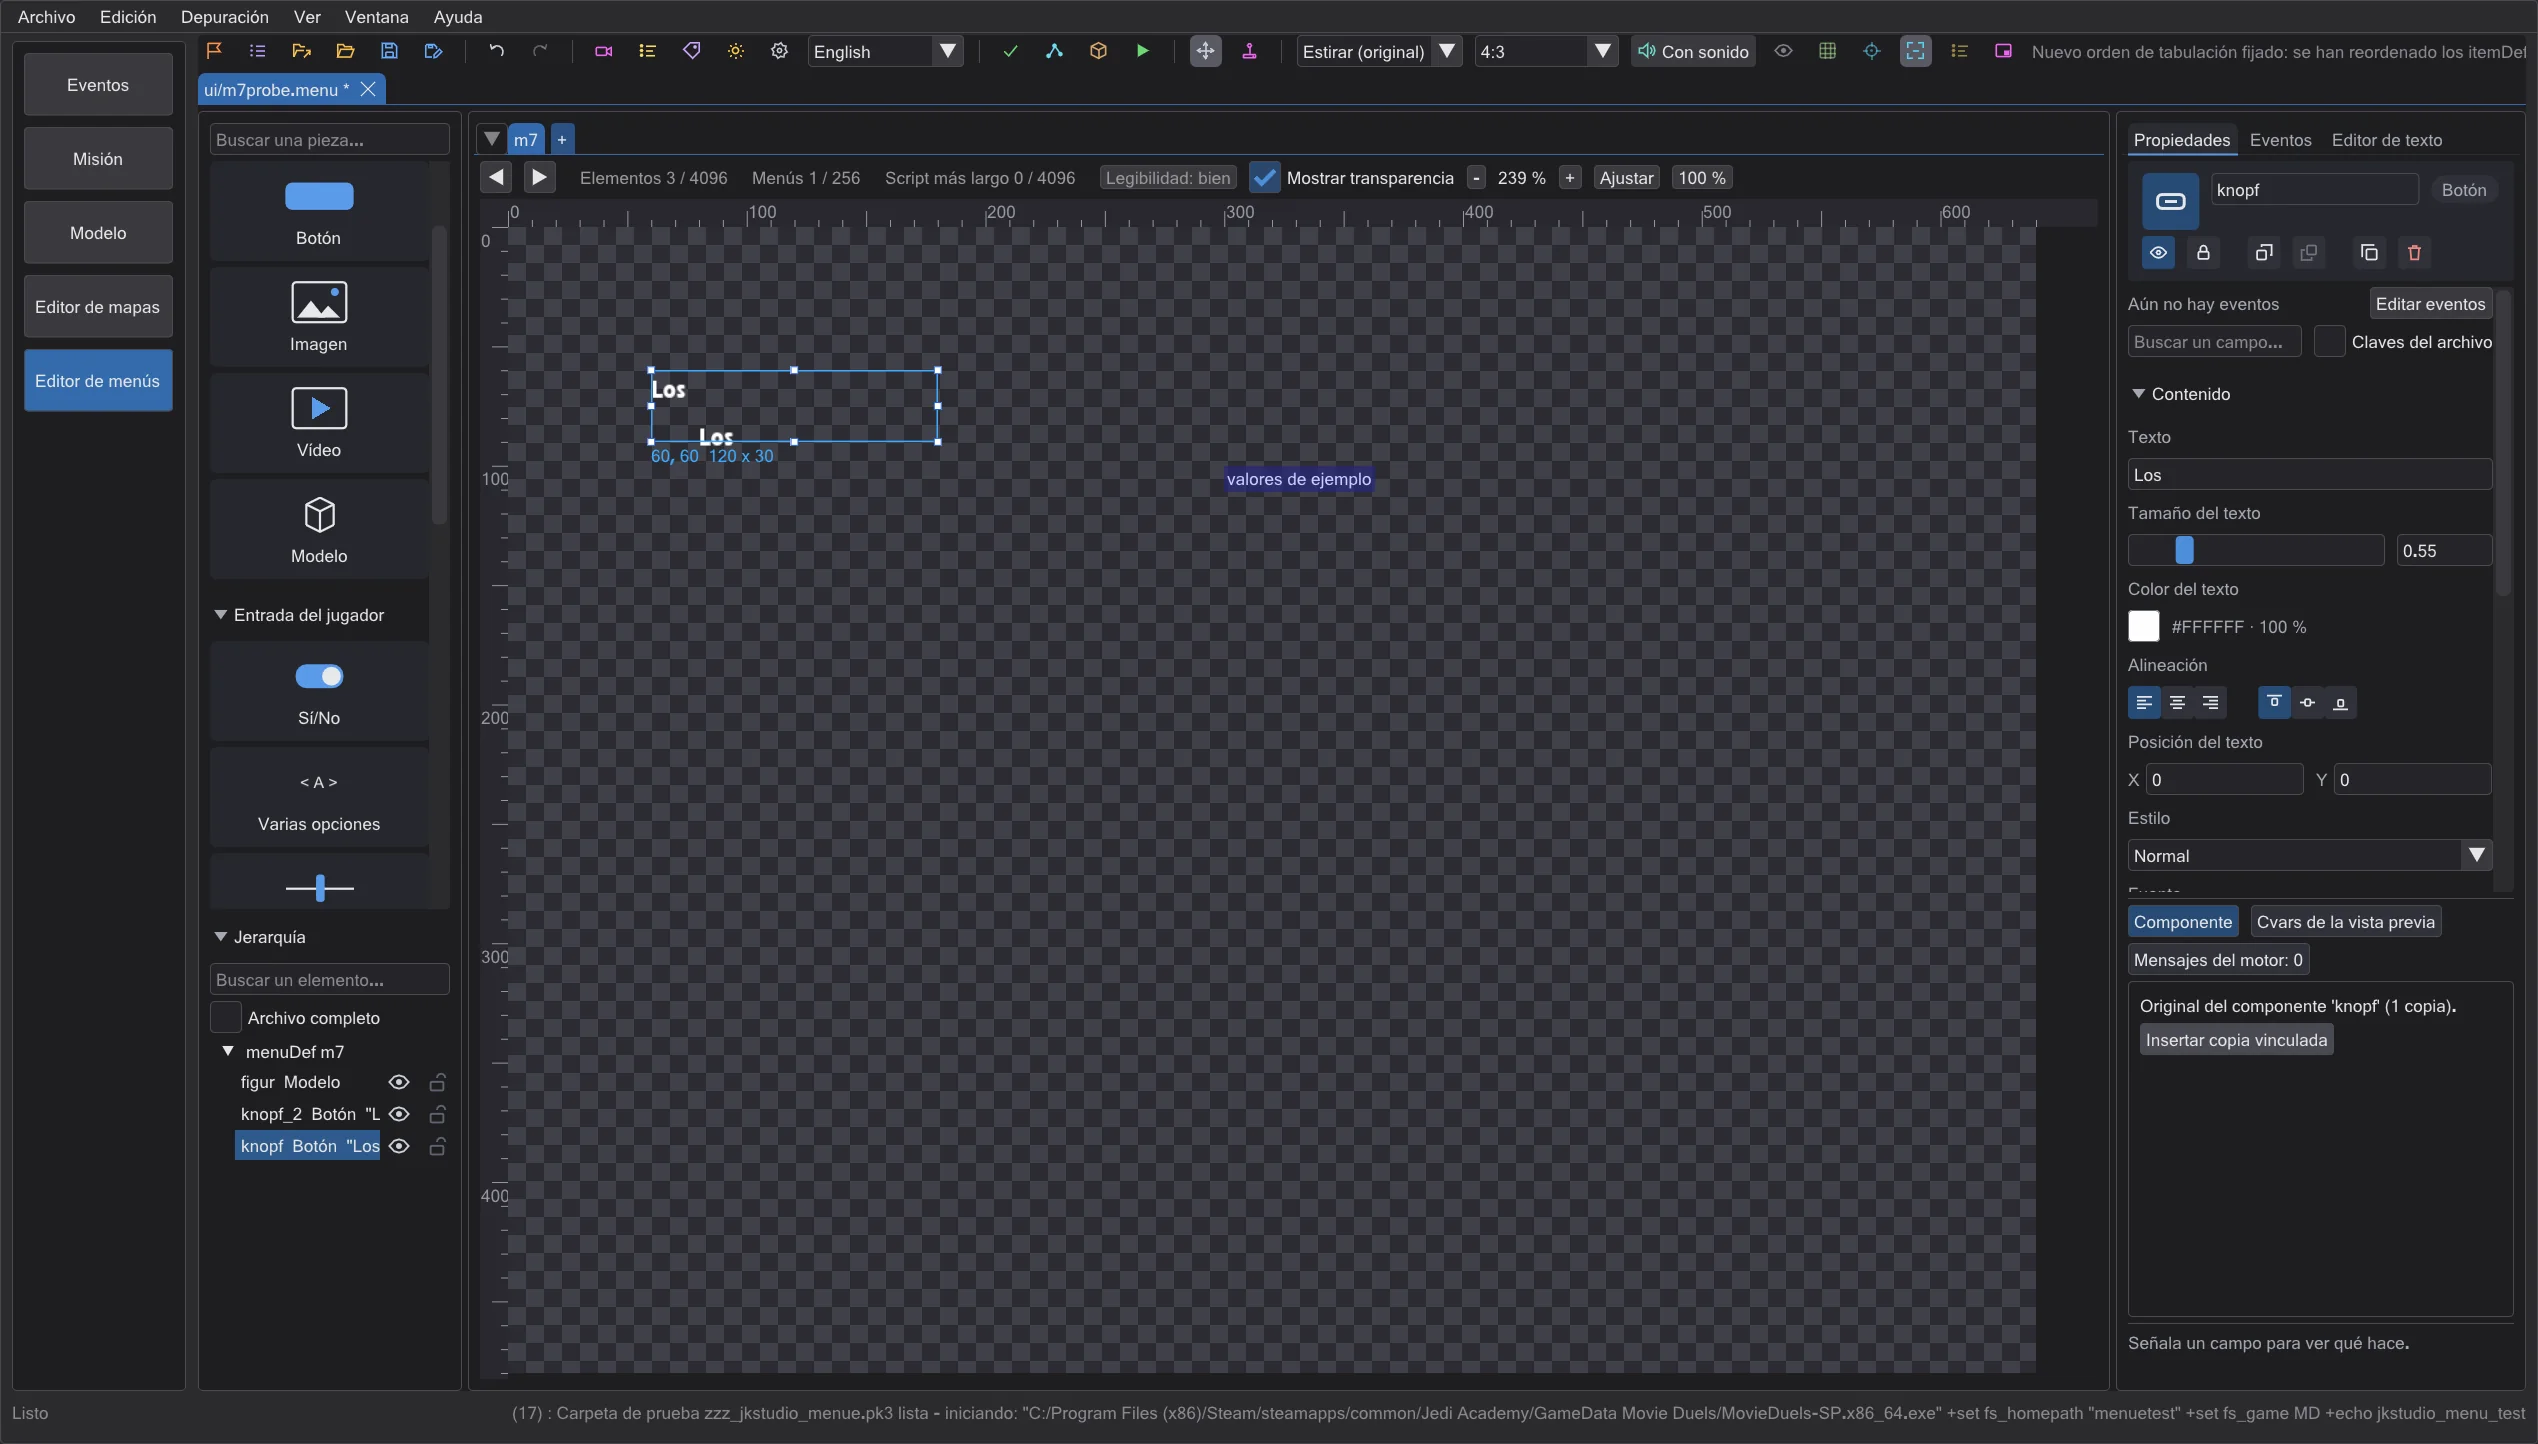 Archivo Edición Depuración Ver Ventana Ayuda
English
Estirar (original)
4:3
Con sonido
Nuevo orden de tabulación fijado: se han reordenado los itemDef
ui/m7probe.menu *
Eventos
Misión
Modelo
Editor de mapas
Editor de menús
Buscar una pieza...
Botón
Imagen
Vídeo
Modelo
Entrada del jugador
Sí/No
< A >
Varias opciones
Jerarquía
Buscar un elemento...
Archivo completo
menuDef m7
figur Modelo
knopf_2 Botón "L
knopf Botón "Los
m7 +
Elementos 3 / 4096 Menús 1 / 256 Script más largo 0 / 4096 Legibilidad: bien Mostrar transparencia - 239 % + Ajustar 100 %
0 100 200 300 400 500 600
0
100
200
300
400
Los
Los
60, 60 120 x 30
valores de ejemplo
Propiedades Eventos Editor de texto
knopf Botón
Aún no hay eventos Editar eventos
Buscar un campo... Claves del archivo
Contenido
Texto
Los
Tamaño del texto
0.55
Color del texto
#FFFFFF · 100 %
Alineación
Posición del texto
X 0 Y 0
Estilo
Normal
Componente Cvars de la vista previa
Mensajes del motor: 0
Original del componente 'knopf' (1 copia).
Insertar copia vinculada
Señala un campo para ver qué hace.
Listo
(17) : Carpeta de prueba zzz_jkstudio_menue.pk3 lista - iniciando: "C:/Program Files (x86)/Steam/steamapps/common/Jedi Academy/GameData Movie Duels/MovieDuels-SP.x86_64.exe" +set fs_homepath "menuetest" +set fs_game MD +echo jkstudio_menu_test